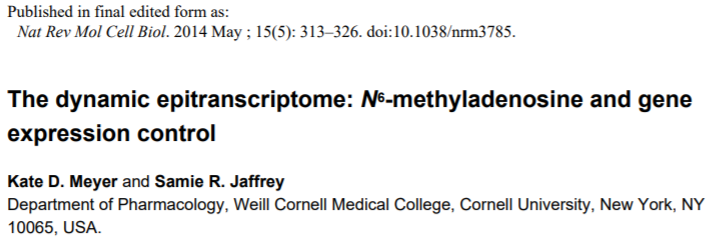 Published in final edited form as:
Nat Rev Mol Cell Biol. 2014 May ; 15(5): 313–326. doi:10.1038/nrm3785.
The dynamic epitranscriptome: N⁶-methyladenosine and gene
expression control
Kate D. Meyer and Samie R. Jaffrey
Department of Pharmacology, Weill Cornell Medical College, Cornell University, New York, NY
10065, USA.